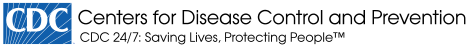 CDC Centers for Disease Control and Prevention
CDC 24/7: Saving Lives, Protecting People™